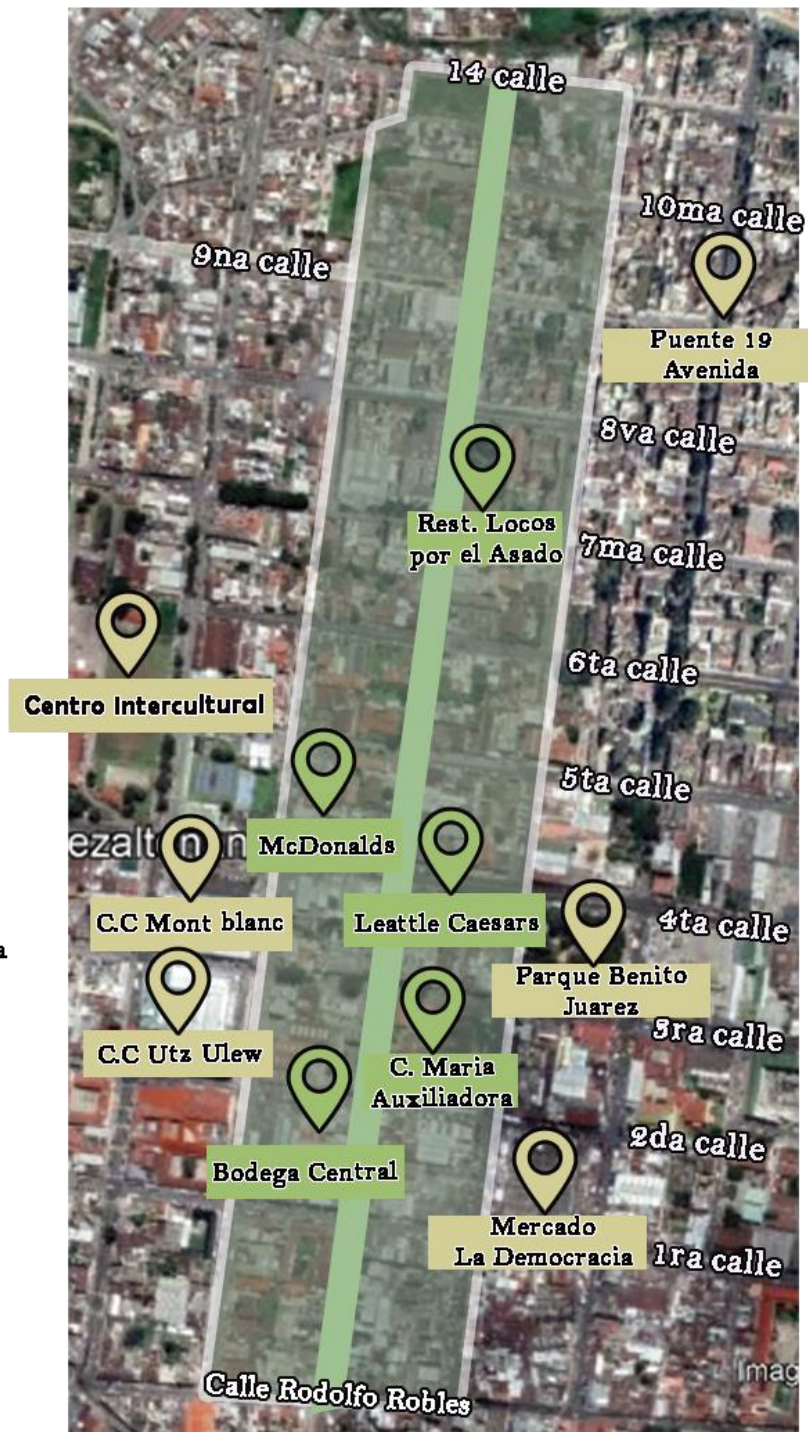 14 calle
10ma calle
9na calle
Puente 19
Avenida
8va calle
Rest. Locos
por el Asado
7ma calle
6ta calle
Centro Intercultural
5ta calle
McDonalds
C.C Mont blanc
Leattle Caesars
4ta calle
Parque Benito
Juarez
3ra calle
C.C Utz Ulew
C. Maria
Auxiliadora
2da calle
Bodega Central
Mercado
La Democracia
1ra calle
Calle Rodolfo Robles
Imag